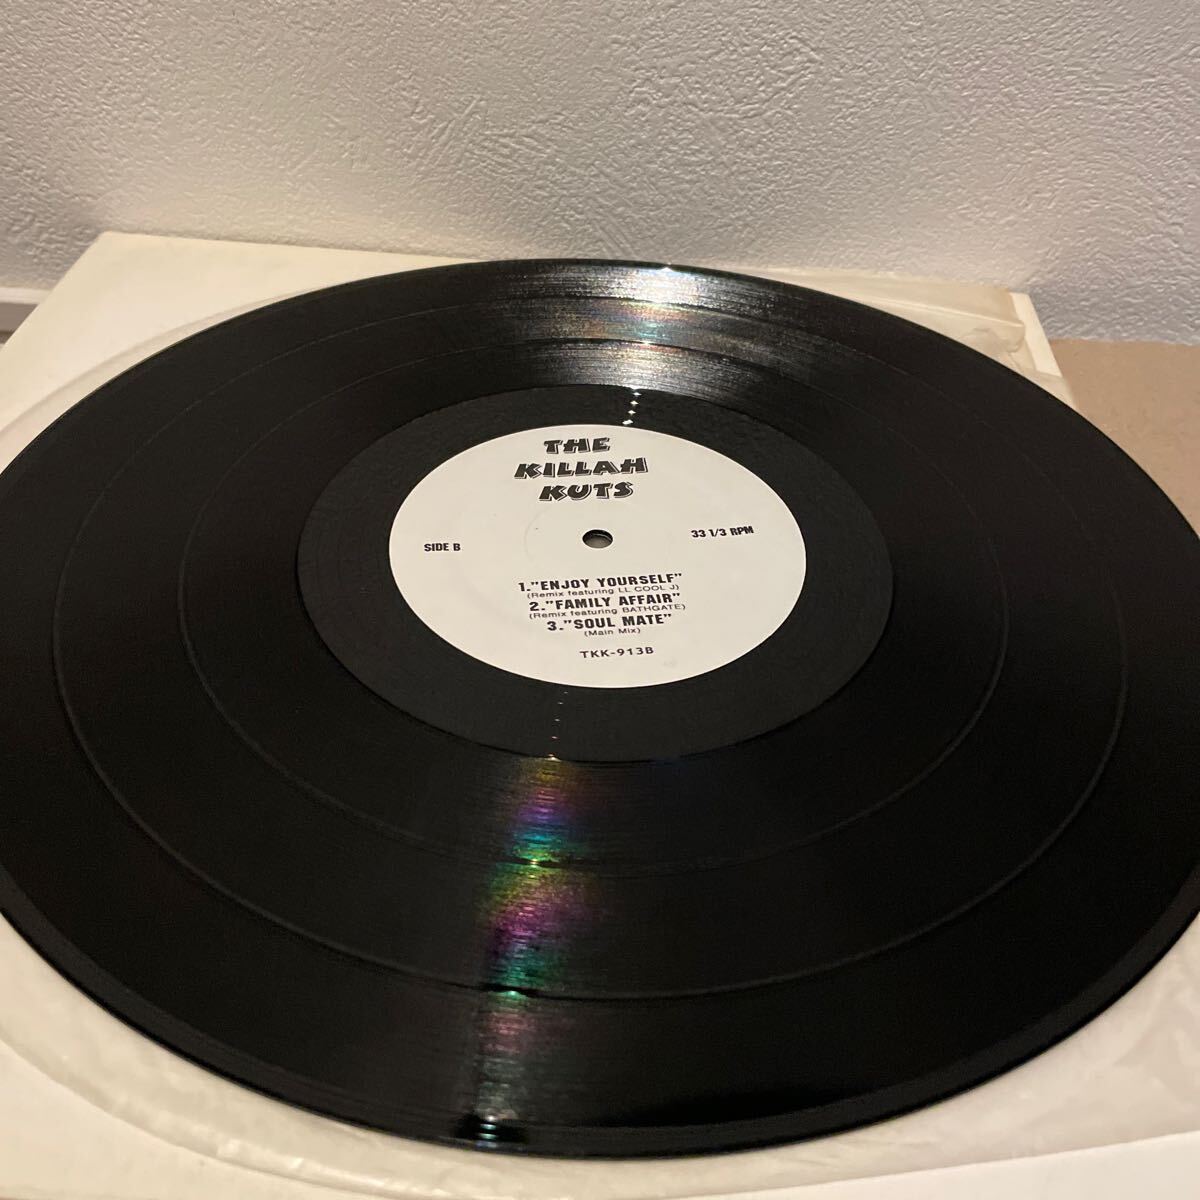 THE
KILLAH
KUTS
SIDE B
33 1/3 RPM
1."ENJOY YOURSELF"
(Remix featuring LL COOL J)
2."FAMILY AFFAIR"
(Remix featuring BATHGATE)
3."SOUL MATE"
(Main Mix)
TKK-913B